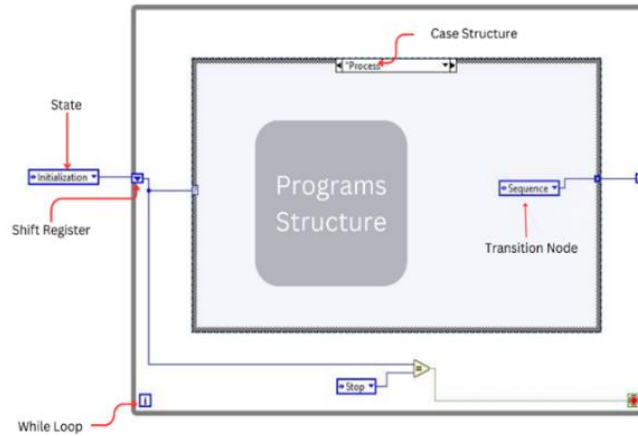 Case Structure
"Process"
State
Initialization
Programs
Structure
Sequence
Shift Register
Transition Node
Stop
=
i
While Loop